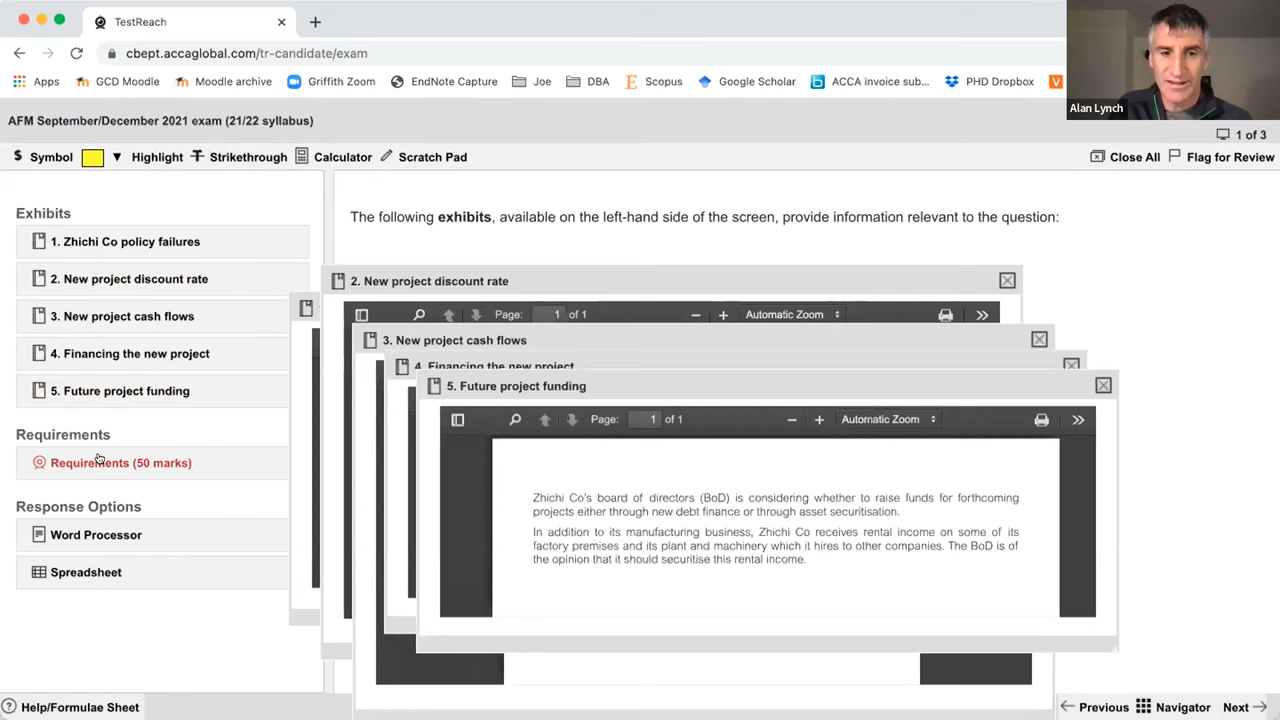 TestReach
cbept.accaglobal.com/tr-candidate/exam
Apps GCD Moodle Moodle archive Griffith Zoom EndNote Capture Joe DBA Scopus Google Scholar ACCA invoice sub... PHD Dropbox
Alan Lynch
AFM September/December 2021 exam (21/22 syllabus)
1 of 3
$ Symbol Highlight Strikethrough Calculator Scratch Pad Close All Flag for Review
Exhibits
1. Zhichi Co policy failures
2. New project discount rate
3. New project cash flows
4. Financing the new project
5. Future project funding
Requirements
Requirements (50 marks)
Response Options
Word Processor
Spreadsheet
The following exhibits, available on the left-hand side of the screen, provide information relevant to the question:
2. New project discount rate
Page: 1 of 1 Automatic Zoom
3. New project cash flows
4. Financing the new project
5. Future project funding
Page: 1 of 1 Automatic Zoom
Zhichi Co's board of directors (BoD) is considering whether to raise funds for forthcoming
projects either through new debt finance or through asset securitisation.
In addition to its manufacturing business, Zhichi Co receives rental income on some of its
factory premises and its plant and machinery which it hires to other companies. The BoD is of
the opinion that it should securitise this rental income.
Help/Formulae Sheet
Previous Navigator Next